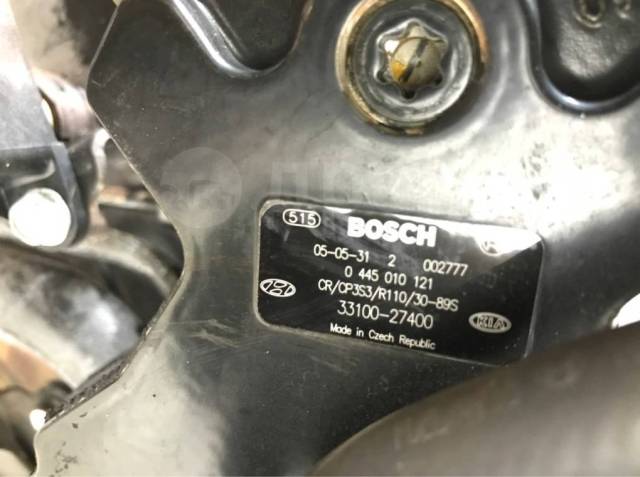 515 BOSCH
05-05-31 2 002777
0 445 010 121
CR/CP3S3/R110/30-89S
33100-27400
Made in Czech Republic